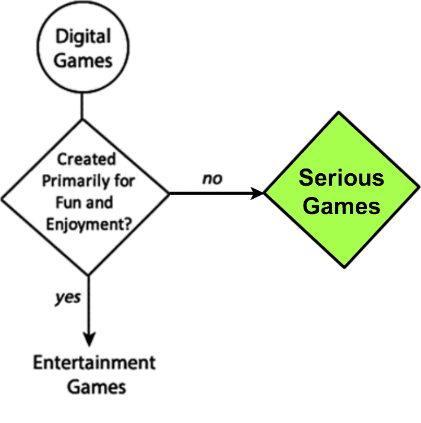 Digital
Games
Created
Primarily for
Fun and
Enjoyment?
no
Serious
Games
yes
Entertainment
Games